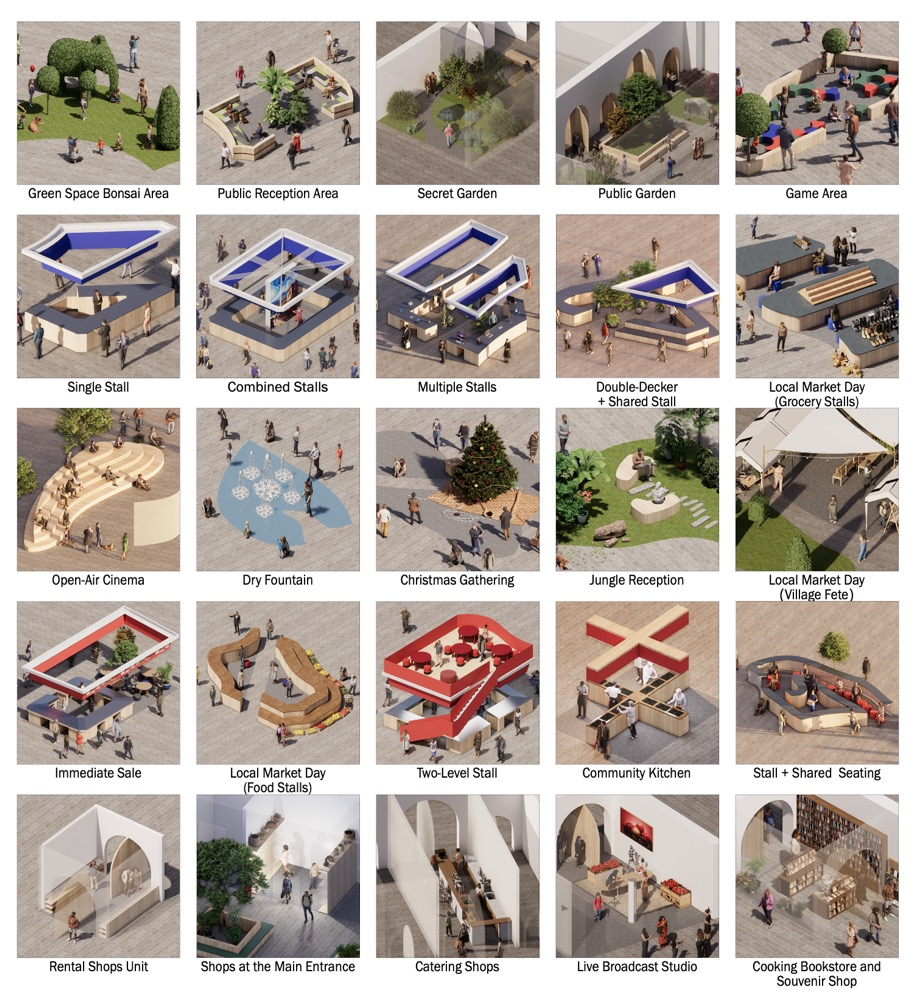 Green Space Bonsai Area
Public Reception Area
Secret Garden
Public Garden
Game Area
Single Stall
Combined Stalls
Multiple Stalls
Double-Decker
+ Shared Stall
Local Market Day
(Grocery Stalls)
Open-Air Cinema
Dry Fountain
Christmas Gathering
Jungle Reception
Local Market Day
(Village Fete)
Immediate Sale
Local Market Day
(Food Stalls)
Two-Level Stall
Community Kitchen
Stall + Shared Seating
Rental Shops Unit
Shops at the Main Entrance
Catering Shops
Live Broadcast Studio
Cooking Bookstore and
Souvenir Shop